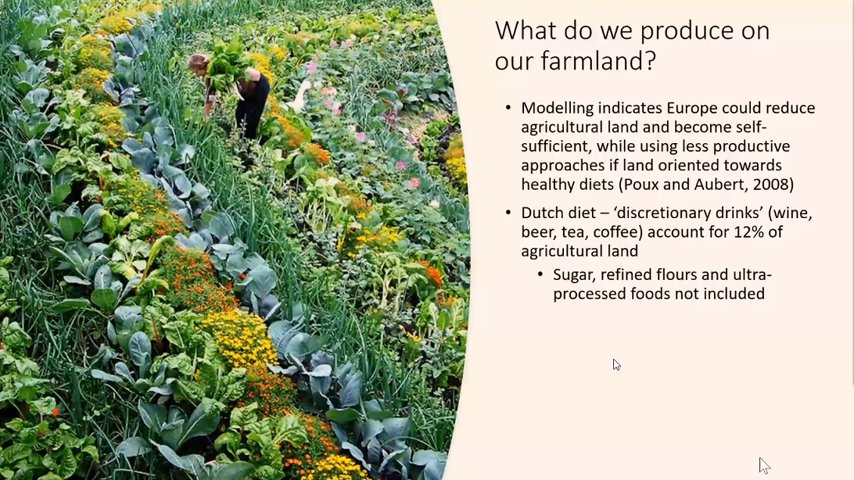 What do we produce on
our farmland?
• Modelling indicates Europe could reduce
agricultural land and become self-
sufficient, while using less productive
approaches if land oriented towards
healthy diets (Poux and Aubert, 2008)
• Dutch diet – ‘discretionary drinks’ (wine,
beer, tea, coffee) account for 12% of
agricultural land
• Sugar, refined flours and ultra-
processed foods not included